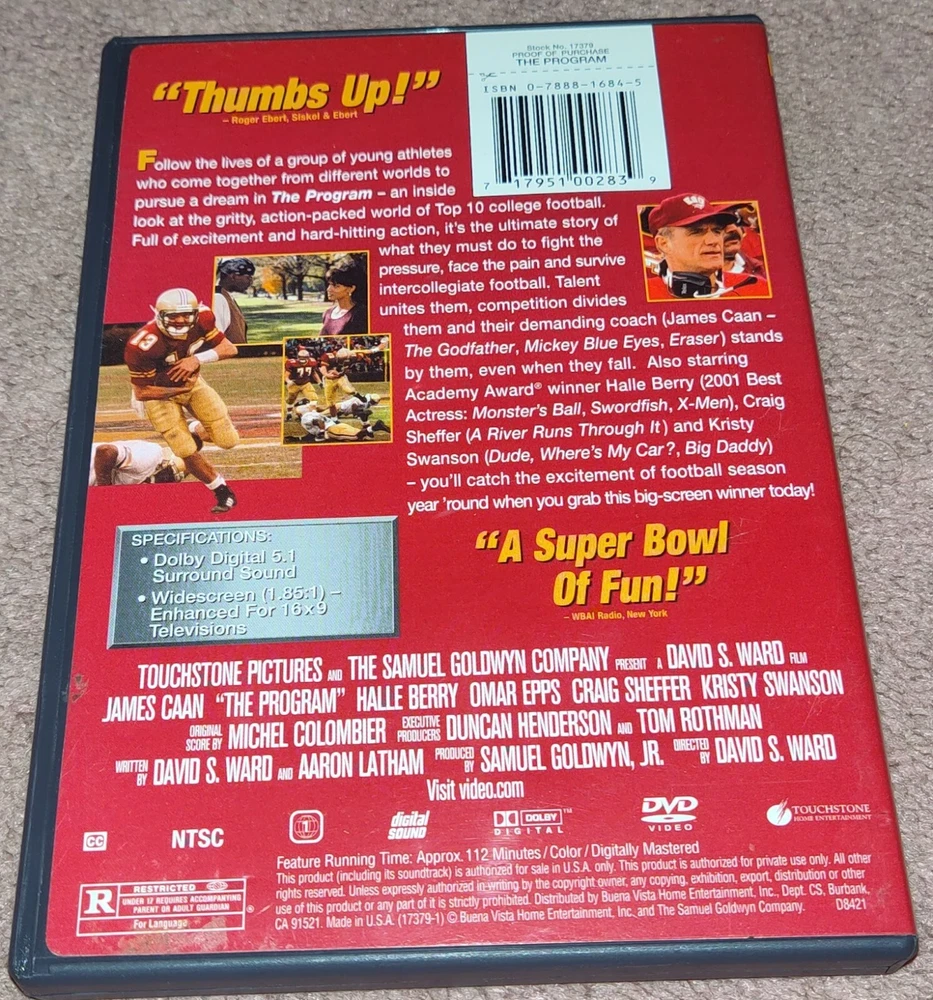 Stock No. 17379
PROOF OF PURCHASE
THE PROGRAM
ISBN 0-7888-1684-5
7 17951 00283 9
“Thumbs Up!”
– Roger Ebert, Siskel & Ebert
Follow the lives of a group of young athletes
who come together from different worlds to
pursue a dream in The Program – an inside
look at the gritty, action-packed world of Top 10 college football.
Full of excitement and hard-hitting action, it's the ultimate story of
what they must do to fight the
pressure, face the pain and survive
intercollegiate football. Talent
unites them, competition divides
them and their demanding coach (James Caan –
The Godfather, Mickey Blue Eyes, Eraser) stands
by them, even when they fall. Also starring
Academy Award® winner Halle Berry (2001 Best
Actress: Monster's Ball, Swordfish, X-Men), Craig
Sheffer (A River Runs Through It) and Kristy
Swanson (Dude, Where's My Car?, Big Daddy)
– you'll catch the excitement of football season
year 'round when you grab this big-screen winner today!
13
77
SPECIFICATIONS:
• Dolby Digital 5.1
Surround Sound
• Widescreen (1.85:1) –
Enhanced For 16x9
Televisions
“A Super Bowl
Of Fun!”
– WBAI Radio, New York
TOUCHSTONE PICTURES AND THE SAMUEL GOLDWYN COMPANY PRESENT A DAVID S. WARD FILM
JAMES CAAN “THE PROGRAM” HALLE BERRY OMAR EPPS CRAIG SHEFFER KRISTY SWANSON
ORIGINAL SCORE BY MICHEL COLOMBIER EXECUTIVE PRODUCERS DUNCAN HENDERSON AND TOM ROTHMAN
WRITTEN BY DAVID S. WARD AND AARON LATHAM PRODUCED BY SAMUEL GOLDWYN, JR. DIRECTED BY DAVID S. WARD
Visit video.com
CC NTSC 1 digital SOUND DOLBY DIGITAL ™ DVD VIDEO TOUCHSTONE HOME ENTERTAINMENT
Feature Running Time: Approx. 112 Minutes / Color / Digitally Mastered
This product (including its soundtrack) is authorized for sale in U.S.A. only. This product is authorized for private use only. All other
rights reserved. Unless expressly authorized in writing by the copyright owner, any copying, exhibition, export, distribution or other
use of this product or any part of it is strictly prohibited. Distributed by Buena Vista Home Entertainment, Inc., Dept. CS, Burbank,
CA 91521. Made in U.S.A. (17379-1) © Buena Vista Home Entertainment, Inc. and The Samuel Goldwyn Company. D8421
R RESTRICTED
UNDER 17 REQUIRES ACCOMPANYING
PARENT OR ADULT GUARDIAN ®
For Language